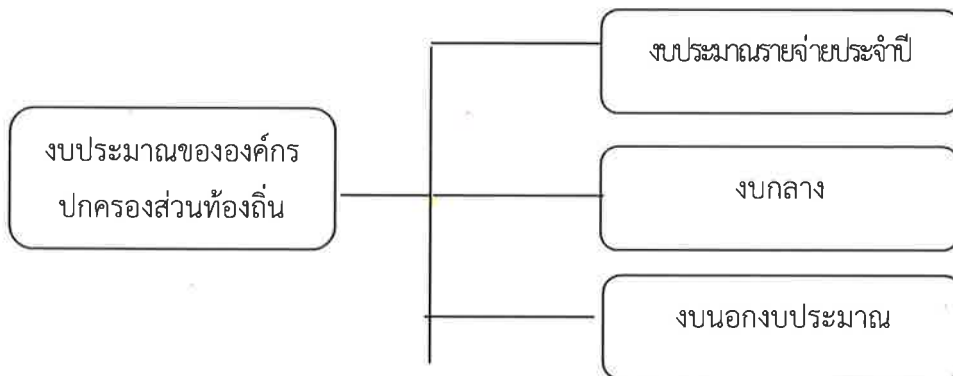 งบประมาณรายจ่ายประจำปี
งบประมาณขององค์กร
ปกครองส่วนท้องถิ่น
งบกลาง
งบนอกงบประมาณ